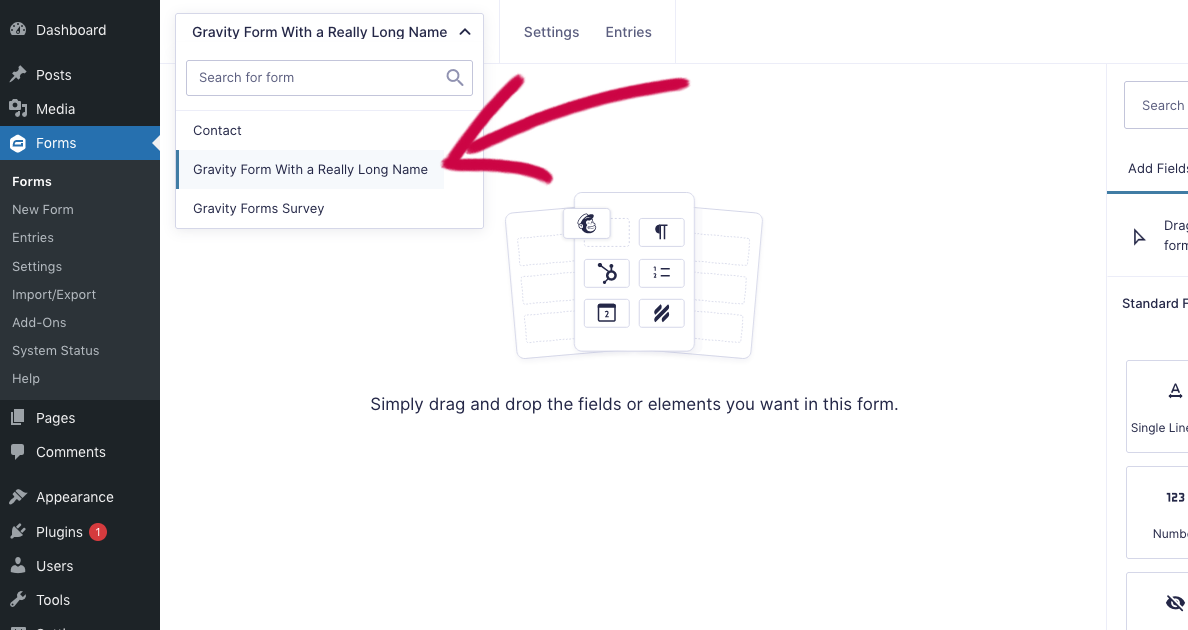 Dashboard
Posts
Media
Forms
Forms
New Form
Entries
Settings
Import/Export
Add-Ons
System Status
Help
Pages
Comments
Appearance
Plugins 1
Users
Tools
Gravity Form With a Really Long Name
Settings
Entries
Search for form
Contact
Gravity Form With a Really Long Name
Gravity Forms Survey
1
2
2
Simply drag and drop the fields or elements you want in this form.
Search
Add Fields
Drag
form
Standard F
Single Line
123
Numbe